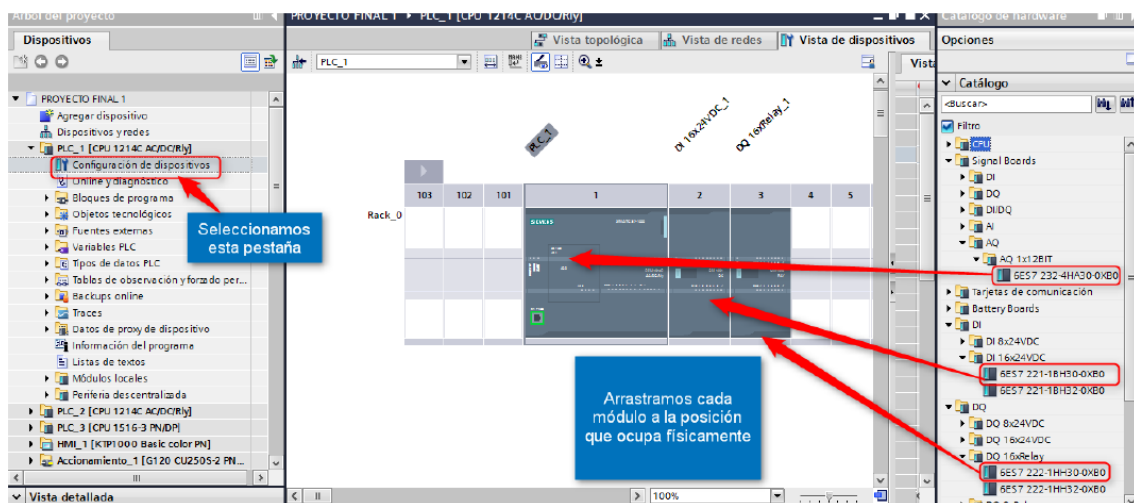 Árbol del proyecto
PROYECTO FINAL 1 ▸ PLC_1 [CPU 1214C AC/DC/Rly]
Catálogo de hardware
Dispositivos
Vista topológica
Vista de redes
Vista de dispositivos
Opciones
PLC_1
Vista
Catálogo
<Buscar>
Filtro
PROYECTO FINAL 1
Agregar dispositivo
Dispositivos y redes
PLC_1 [CPU 1214C AC/DC/Rly]
Configuración de dispositivos
Online y diagnóstico
Bloques de programa
Objetos tecnológicos
Fuentes externas
Variables PLC
Tipos de datos PLC
Tablas de observación y forzado per...
Backups online
Traces
Datos de proxy de dispositivo
Información del programa
Listas de textos
Módulos locales
Periferia descentralizada
PLC_2 [CPU 1214C AC/DC/Rly]
PLC_3 [CPU 1516-3 PN/DP]
HMI_1 [KTP1000 Basic color PN]
Accionamiento_1 [G120 CU250S-2 PN...
Vista detallada
Seleccionamos
esta pestaña
PLC_1
DI 16x24VDC_1
DQ 16xRelay_1
103 102 101 1 2 3 4 5
Rack_0
SIEMENS
Arrastramos cada
módulo a la posición
que ocupa físicamente
100%
CPU
Signal Boards
DI
DQ
DI/DQ
AI
AQ
AQ 1x12BIT
6ES7 232-4HA30-0XB0
Tarjetas de comunicación
Battery Boards
DI
DI 8x24VDC
DI 16x24VDC
6ES7 221-1BH30-0XB0
6ES7 221-1BH32-0XB0
DQ
DQ 8x24VDC
DQ 16x24VDC
DQ 16xRelay
6ES7 222-1HH30-0XB0
6ES7 222-1HH32-0XB0